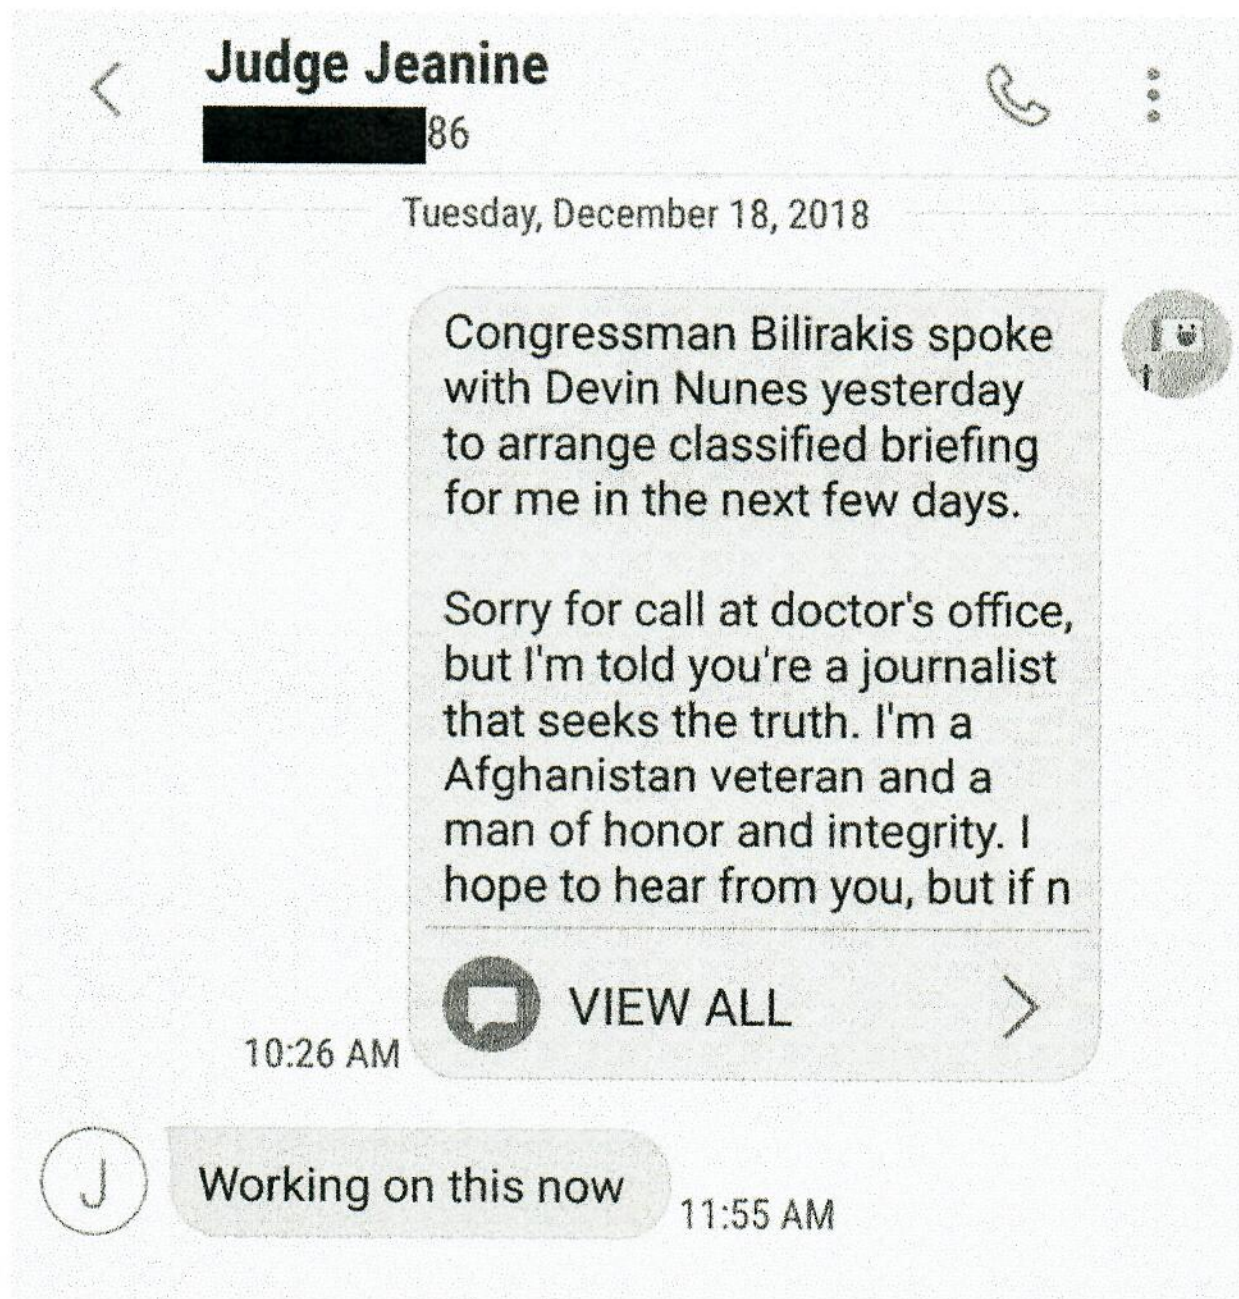 Judge Jeanine
86
Tuesday, December 18, 2018
Congressman Bilirakis spoke
with Devin Nunes yesterday
to arrange classified briefing
for me in the next few days.
Sorry for call at doctor's office,
but I'm told you're a journalist
that seeks the truth. I'm a
Afghanistan veteran and a
man of honor and integrity. I
hope to hear from you, but if n
VIEW ALL
10:26 AM
J
Working on this now
11:55 AM